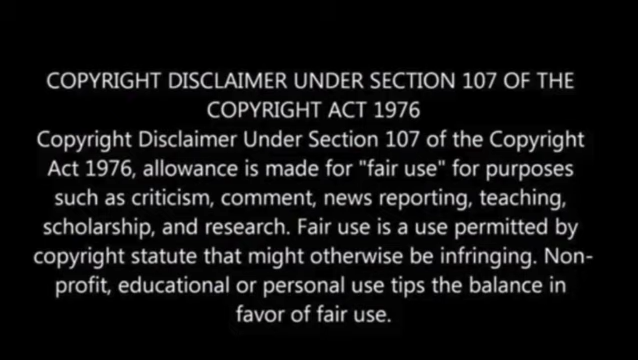 COPYRIGHT DISCLAIMER UNDER SECTION 107 OF THE
COPYRIGHT ACT 1976
Copyright Disclaimer Under Section 107 of the Copyright
Act 1976, allowance is made for "fair use" for purposes
such as criticism, comment, news reporting, teaching,
scholarship, and research. Fair use is a use permitted by
copyright statute that might otherwise be infringing. Non-
profit, educational or personal use tips the balance in
favor of fair use.